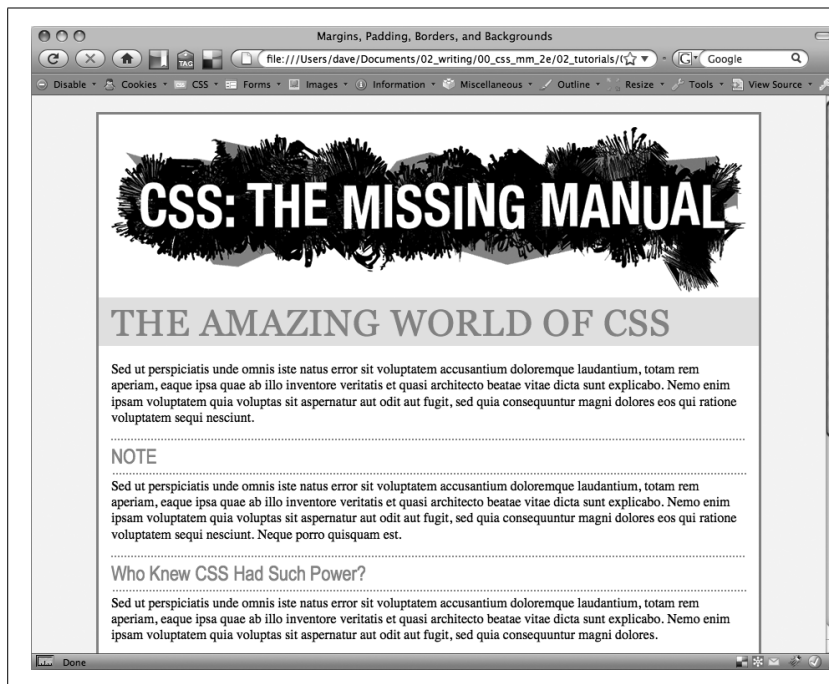 Margins, Padding, Borders, and Backgrounds
TAG
file:///Users/dave/Documents/02_writing/00_css_mm_2e/02_tutorials/
G
Google
Disable Cookies CSS Forms Images Information Miscellaneous Outline Resize Tools View Source
CSS: THE MISSING MANUAL
THE AMAZING WORLD OF CSS
Sed ut perspiciatis unde omnis iste natus error sit voluptatem accusantium doloremque laudantium, totam rem
aperiam, eaque ipsa quae ab illo inventore veritatis et quasi architecto beatae vitae dicta sunt explicabo. Nemo enim
ipsam voluptatem quia voluptas sit aspernatur aut odit aut fugit, sed quia consequuntur magni dolores eos qui ratione
voluptatem sequi nesciunt.
NOTE
Sed ut perspiciatis unde omnis iste natus error sit voluptatem accusantium doloremque laudantium, totam rem
aperiam, eaque ipsa quae ab illo inventore veritatis et quasi architecto beatae vitae dicta sunt explicabo. Nemo enim
ipsam voluptatem quia voluptas sit aspernatur aut odit aut fugit, sed quia consequuntur magni dolores eos qui ratione
voluptatem sequi nesciunt. Neque porro quisquam est.
Who Knew CSS Had Such Power?
Sed ut perspiciatis unde omnis iste natus error sit voluptatem accusantium doloremque laudantium, totam rem
aperiam, eaque ipsa quae ab illo inventore veritatis et quasi architecto beatae vitae dicta sunt explicabo. Nemo enim
ipsam voluptatem quia voluptas sit aspernatur aut odit aut fugit, sed quia consequuntur magni dolores.
Done